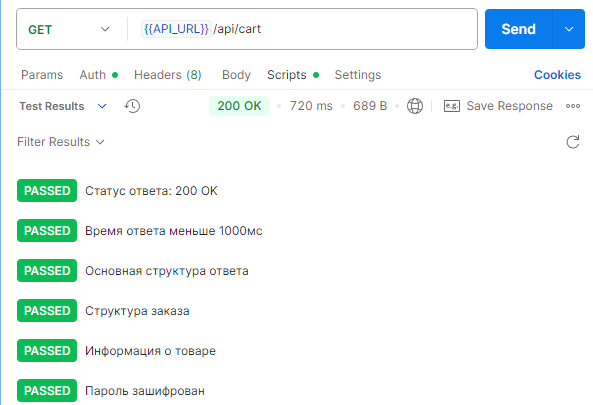 GET {{API_URL}} /api/cart Send
Params Auth Headers (8) Body Scripts Settings Cookies
Test Results 200 OK 720 ms 689 B e.g. Save Response
Filter Results
PASSED Статус ответа: 200 OK
PASSED Время ответа меньше 1000мс
PASSED Основная структура ответа
PASSED Структура заказа
PASSED Информация о товаре
PASSED Пароль зашифрован